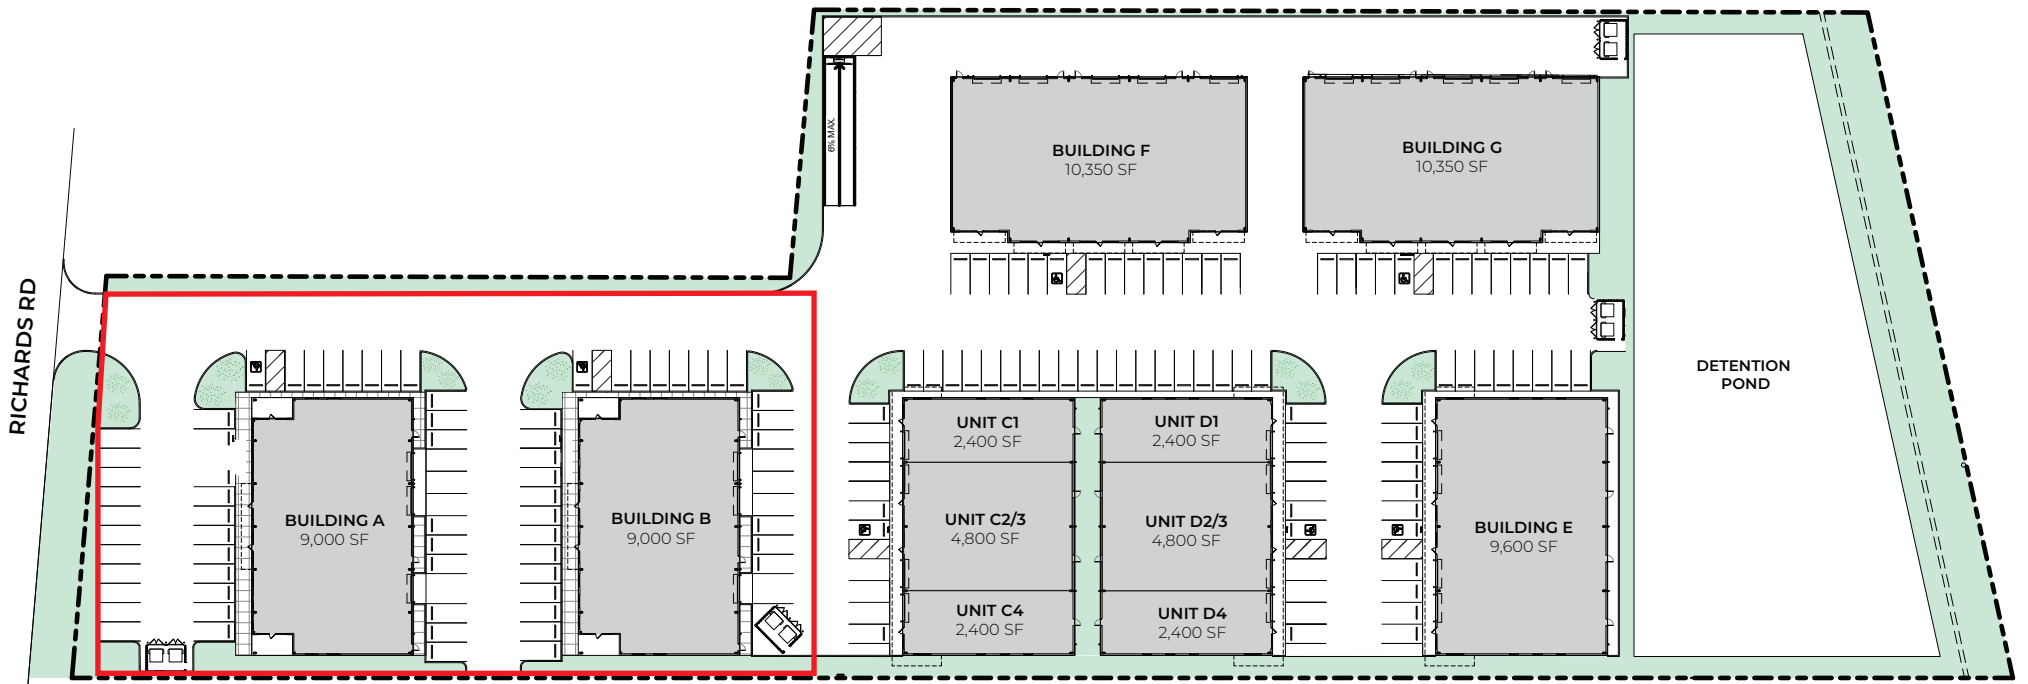 RICHARDS RD
6% MAX.
BUILDING F
10,350 SF
BUILDING G
10,350 SF
DETENTION
POND
BUILDING A
9,000 SF
BUILDING B
9,000 SF
UNIT C1
2,400 SF
UNIT C2/3
4,800 SF
UNIT C4
2,400 SF
UNIT D1
2,400 SF
UNIT D2/3
4,800 SF
UNIT D4
2,400 SF
BUILDING E
9,600 SF